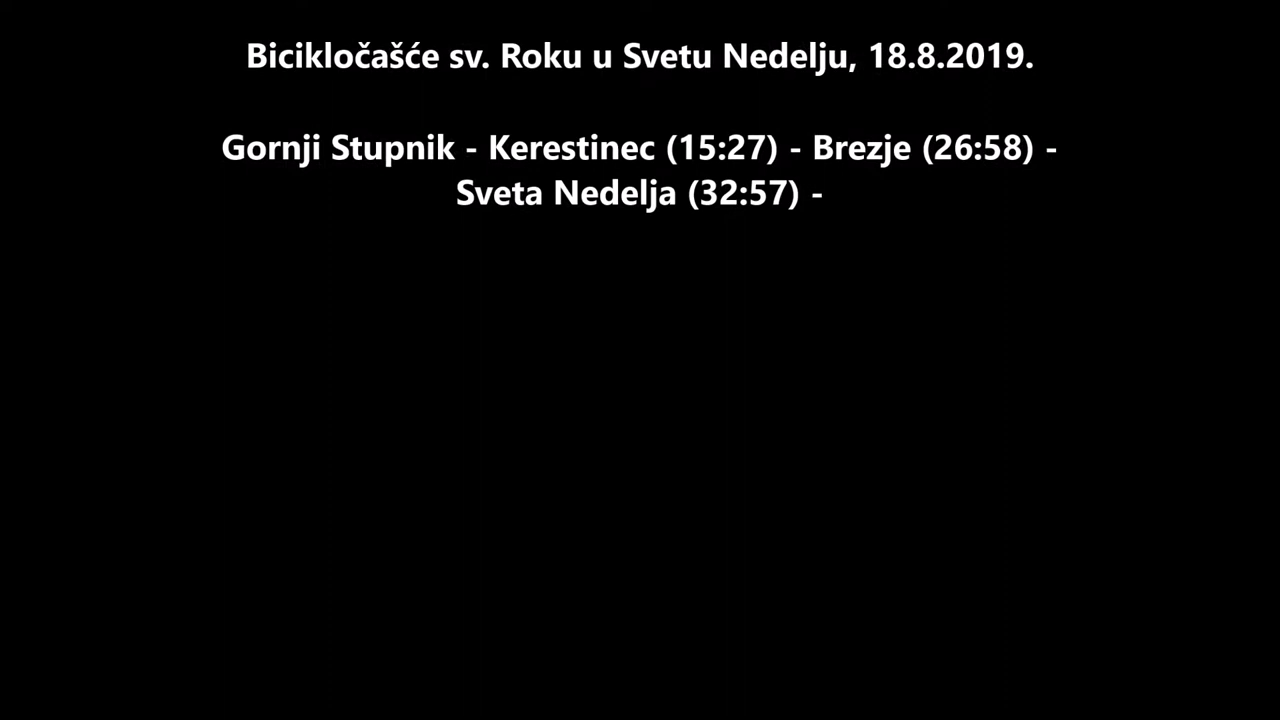 Bicikločašće sv. Roku u Svetu Nedelju, 18.8.2019.
Gornji Stupnik - Kerestinec (15:27) - Brezje (26:58) -
Sveta Nedelja (32:57) -